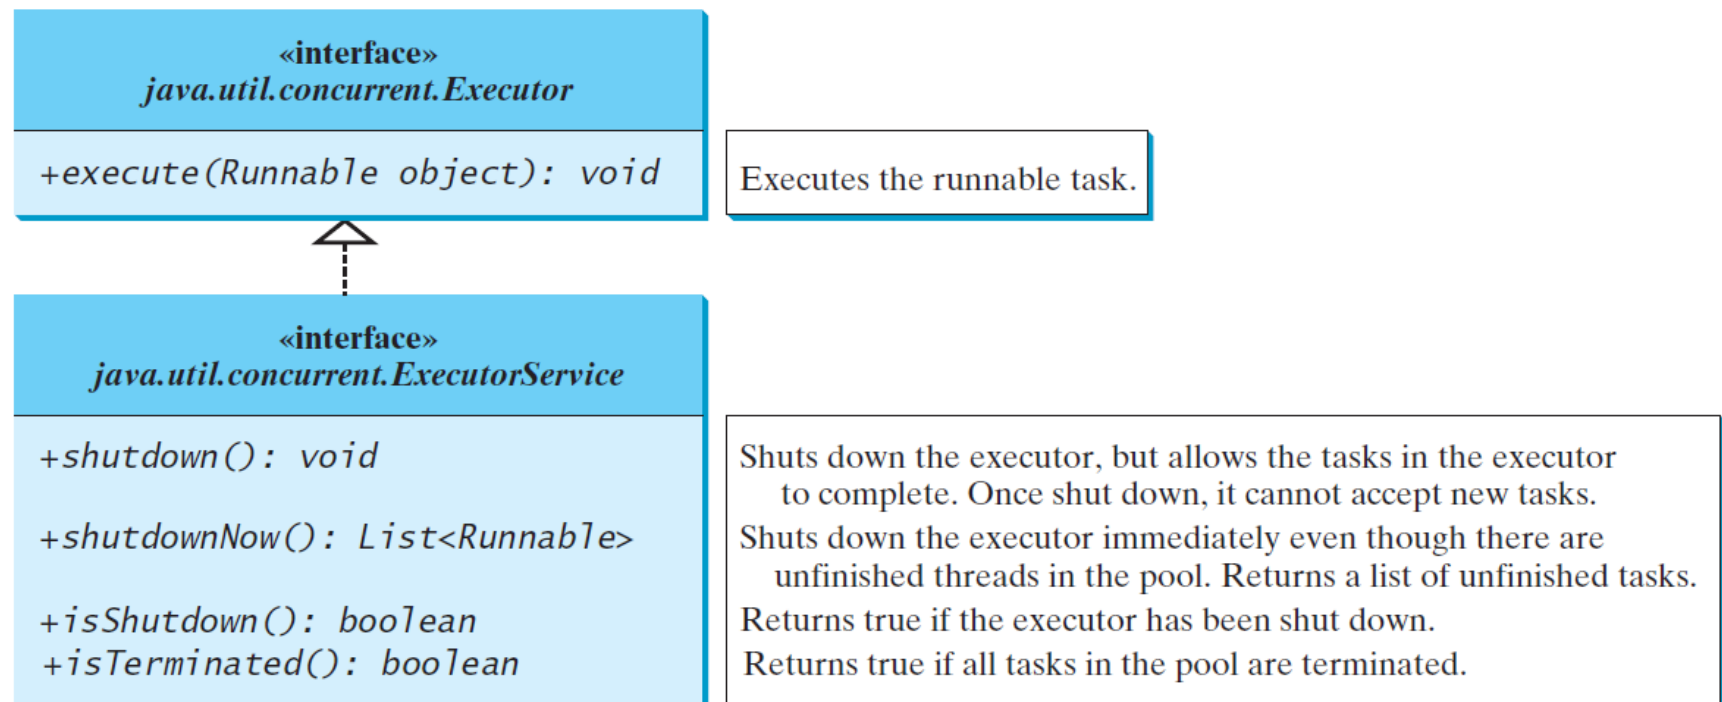 «interface»
java.util.concurrent.Executor
+execute(Runnable object): void
Executes the runnable task.
«interface»
java.util.concurrent.ExecutorService
+shutdown(): void
Shuts down the executor, but allows the tasks in the executor
to complete. Once shut down, it cannot accept new tasks.
+shutdownNow(): List<Runnable>
Shuts down the executor immediately even though there are
unfinished threads in the pool. Returns a list of unfinished tasks.
+isShutdown(): boolean
Returns true if the executor has been shut down.
+isTerminated(): boolean
Returns true if all tasks in the pool are terminated.